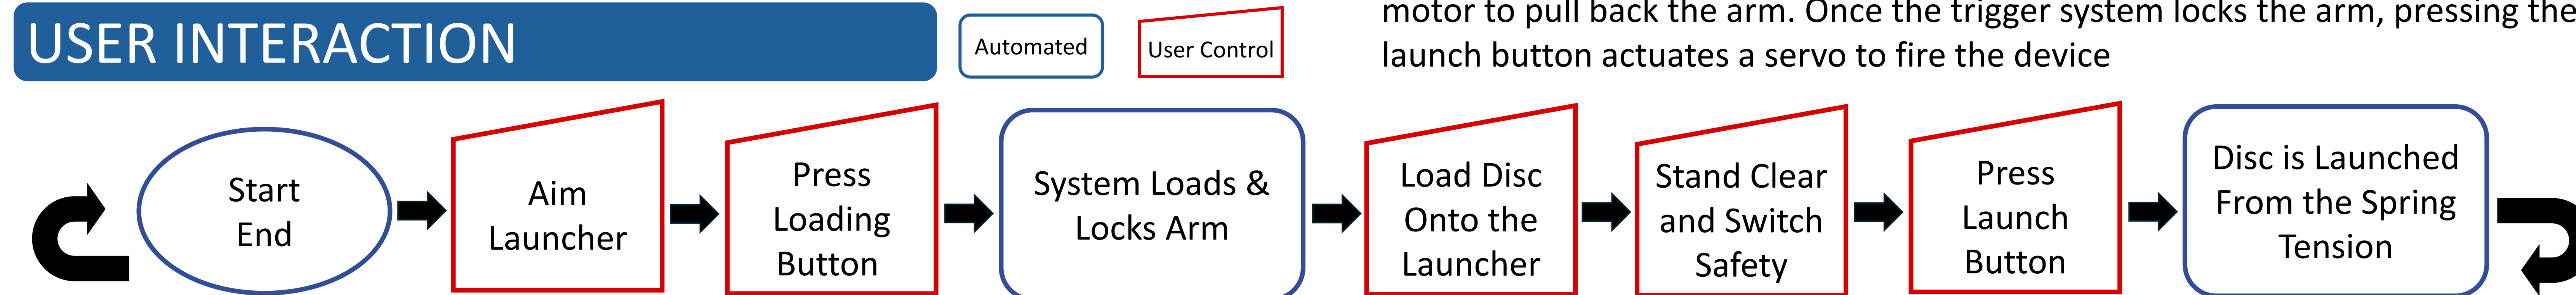 USER INTERACTION
Automated
User Control
motor to pull back the arm. Once the trigger system locks the arm, pressing the
launch button actuates a servo to fire the device
Start
End
Aim
Launcher
Press
Loading
Button
System Loads &
Locks Arm
Load Disc
Onto the
Launcher
Stand Clear
and Switch
Safety
Press
Launch
Button
Disc is Launched
From the Spring
Tension